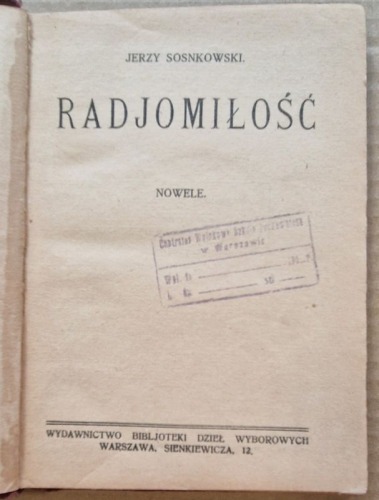 JERZY SOSNKOWSKI.
RADJOMIŁOŚĆ
NOWELE.
w Warszawie
WYDAWNICTWO BIBLJOTEKI DZIEŁ WYBOROWYCH
WARSZAWA, SIENKIEWICZA, 12.